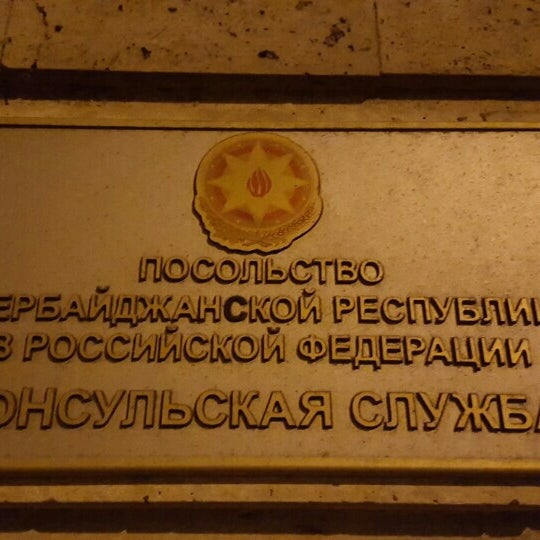 ПОСОЛЬСТВО
ЕРБАЙДЖАНСКОЙ РЕСПУБЛИ
В РОССИЙСКОЙ ФЕДЕРАЦИИ
ОНСУЛЬСКАЯ СЛУЖБА